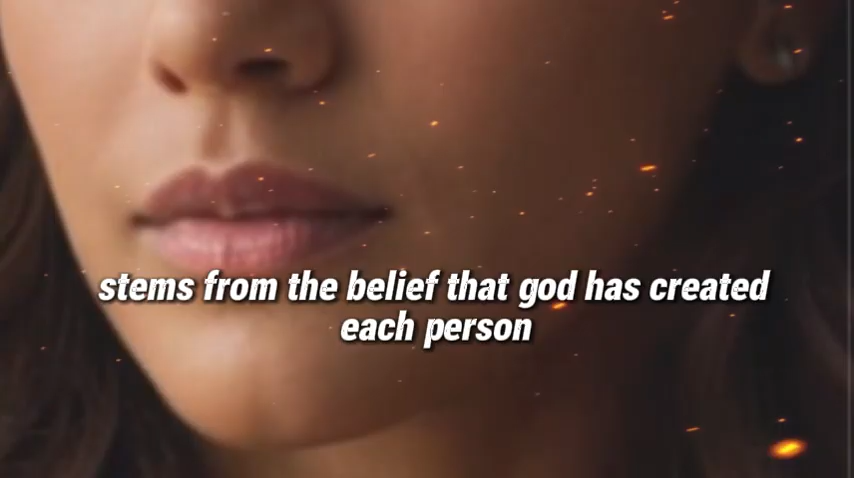 stems from the belief that god has created
each person